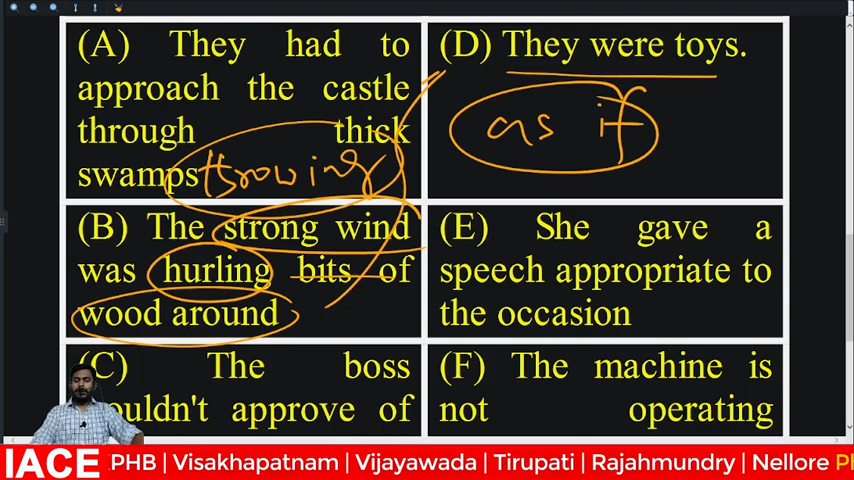 (A) They had to
approach the castle
through thick
swamps throwing
(D) They were toys.
as if
(B) The strong wind
was hurling bits of
wood around
(E) She gave a
speech appropriate to
the occasion
(C) The boss
wouldn't approve of
(F) The machine is
not operating
IACE PHB | Visakhapatnam | Vijayawada | Tirupati | Rajahmundry | Nellore